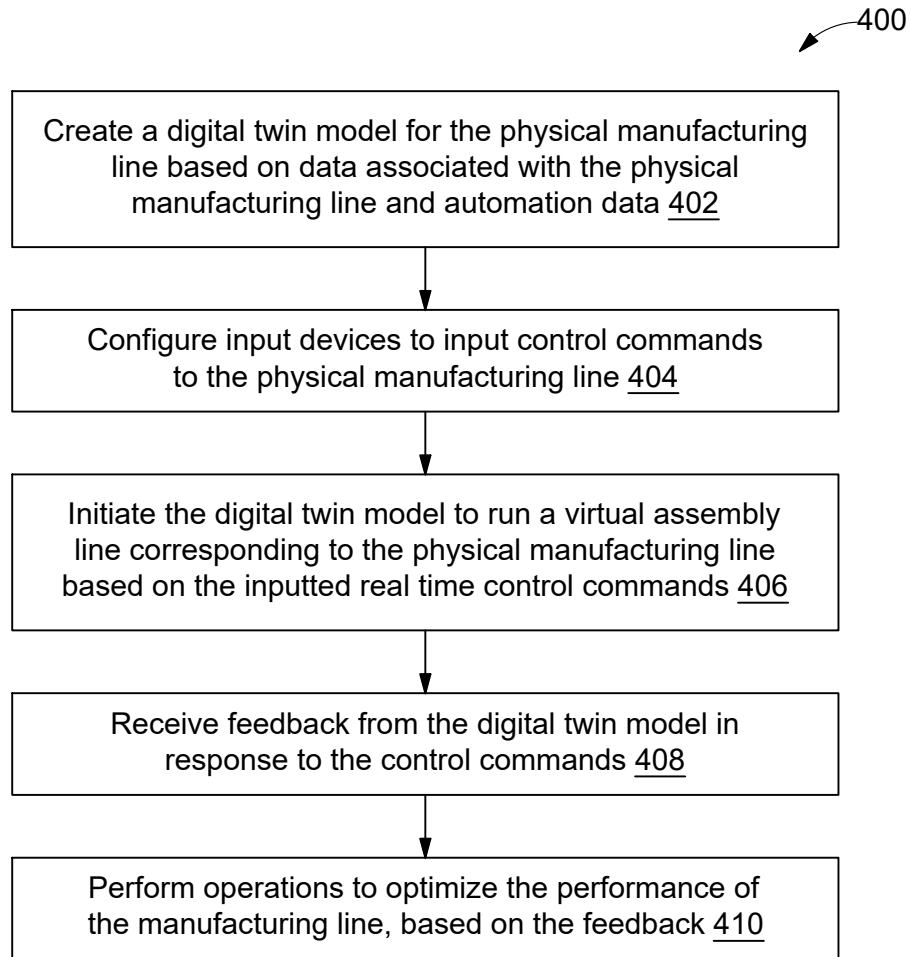 400
Create a digital twin model for the physical manufacturing
line based on data associated with the physical
manufacturing line and automation data 402
Configure input devices to input control commands
to the physical manufacturing line 404
Initiate the digital twin model to run a virtual assembly
line corresponding to the physical manufacturing line
based on the inputted real time control commands 406
Receive feedback from the digital twin model in
response to the control commands 408
Perform operations to optimize the performance of
the manufacturing line, based on the feedback 410